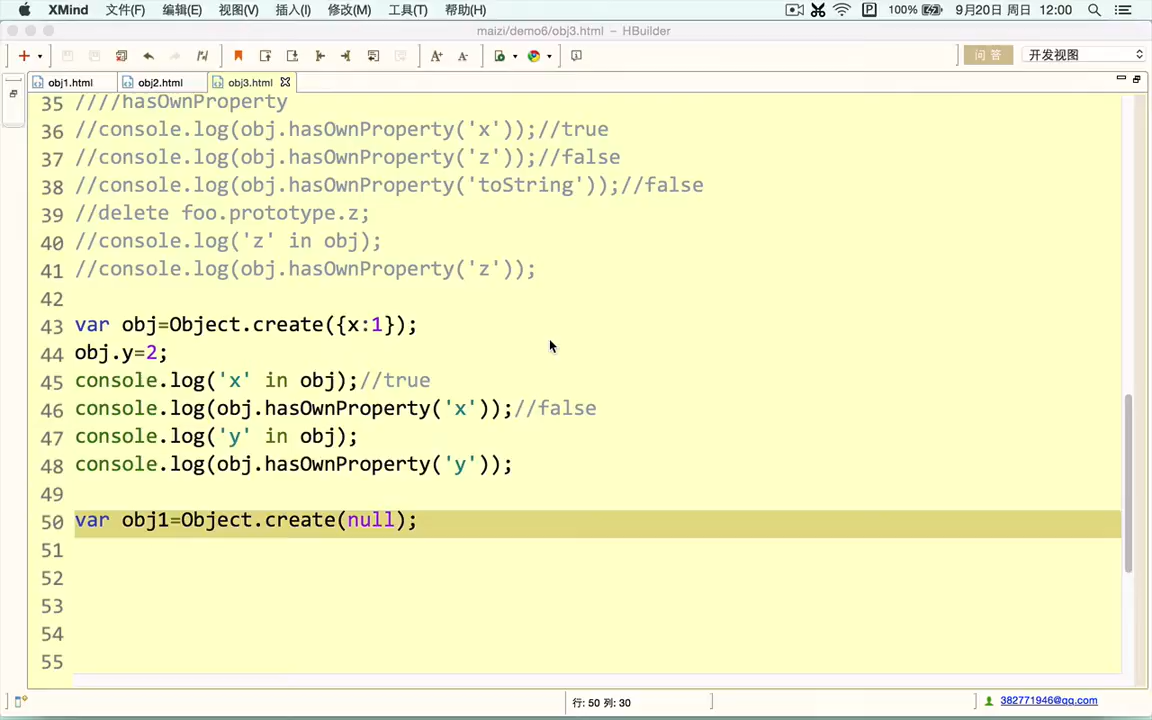 XMind 文件(F) 编辑(E) 视图(V) 插入(I) 修改(M) 工具(T) 帮助(H) 100% 9月20日 周日 12:00
maizi/demo6/obj3.html – HBuilder
问 答 开发视图
obj1.html obj2.html obj3.html
35 ////hasOwnProperty
36 //console.log(obj.hasOwnProperty('x'));//true
37 //console.log(obj.hasOwnProperty('z'));//false
38 //console.log(obj.hasOwnProperty('toString'));//false
39 //delete foo.prototype.z;
40 //console.log('z' in obj);
41 //console.log(obj.hasOwnProperty('z'));
42
43 var obj=Object.create({x:1});
44 obj.y=2;
45 console.log('x' in obj);//true
46 console.log(obj.hasOwnProperty('x'));//false
47 console.log('y' in obj);
48 console.log(obj.hasOwnProperty('y'));
49
50 var obj1=Object.create(null);
51
52
53
54
55
行: 50 列: 30 382771946@qq.com